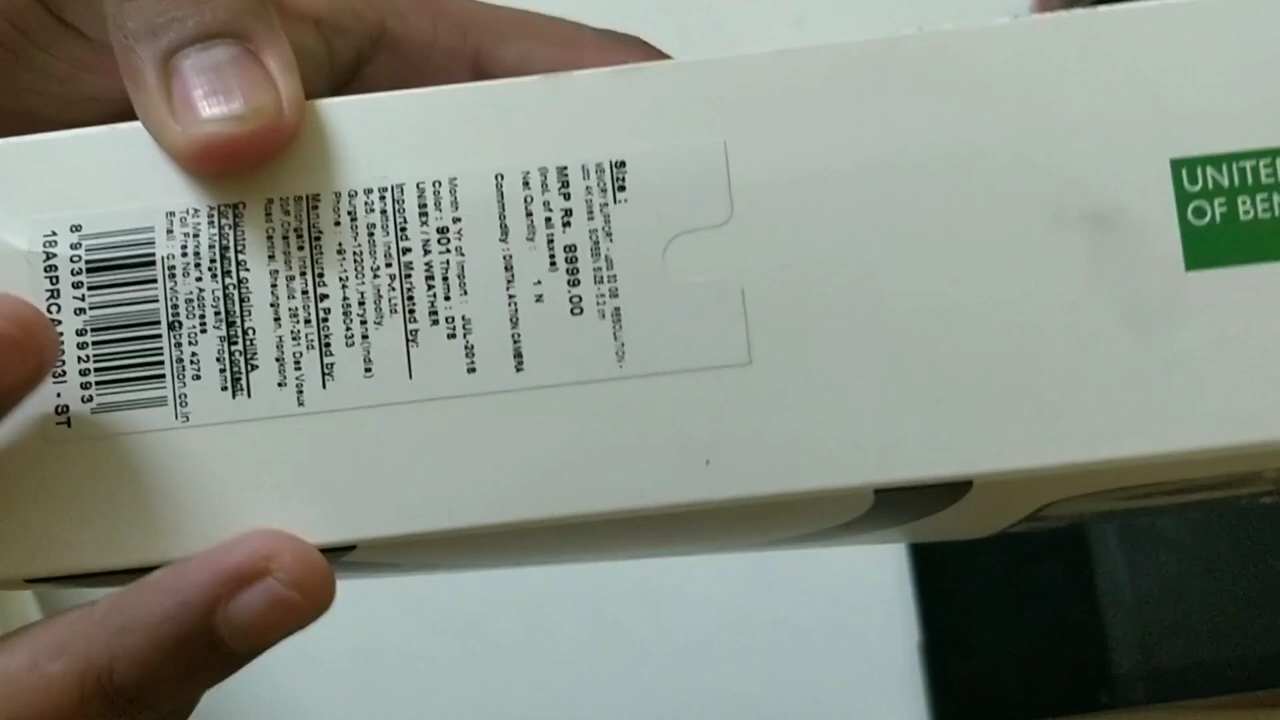 Size :
MEMORY SUPPORT - upto 32 GB, RESOLUTION -
upto 4K pixels SCREEN SIZE - 5.2 cm
MRP Rs. 8999.00
(Incl. of all taxes)
Net Quantity : 1 N
Commodity : DIGITAL ACTION CAMERA
Month & Yr of Import : JUL-2018
Color : 901 Theme : D78
UNISEX / NA WEATHER
Imported & Marketed by:
Benetton India Pvt.Ltd.
B-25, Sector-34,Infocity,
Gurgaon-122001,Haryana(India)
Phone : +91-124-4590433
Manufactured & Packed by:
International Ltd.
20/F, Champion Build, 287-291 Des Voeux
Road Central, Sheungwan, Hongkong.
Country of origin: CHINA
For Consumer Complaints Contact:
Asst.Manager Loyalty Programs
At Marketer's Address
Toll Free No.: 1800 102 4276
Email : c.services@benetton.co.in
8 903975 992993
- ST
UNITED
OF BEN